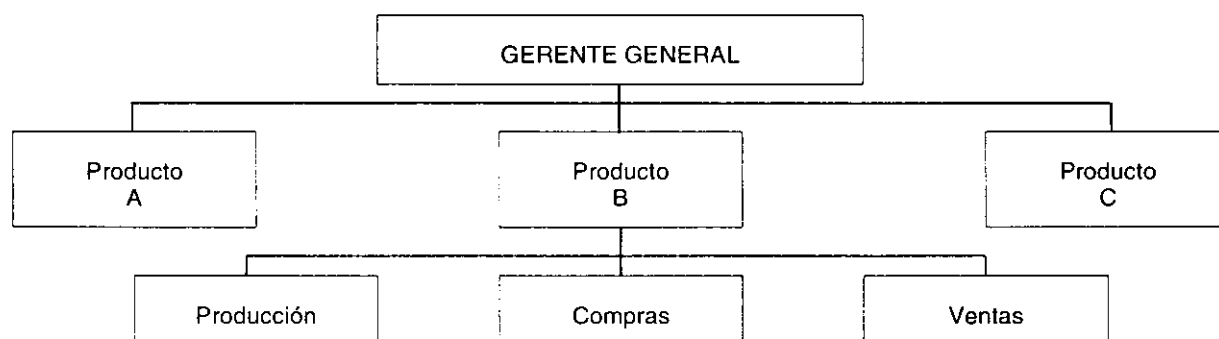 GERENTE GENERAL
Producto
A
Producto
B
Producto
C
Producción
Compras
Ventas